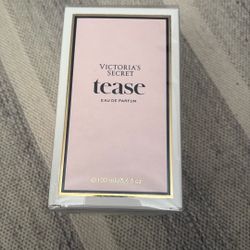 VICTORIA'S
SECRET
tease
EAU DE PARFUM
100 ml/3.4 fl oz